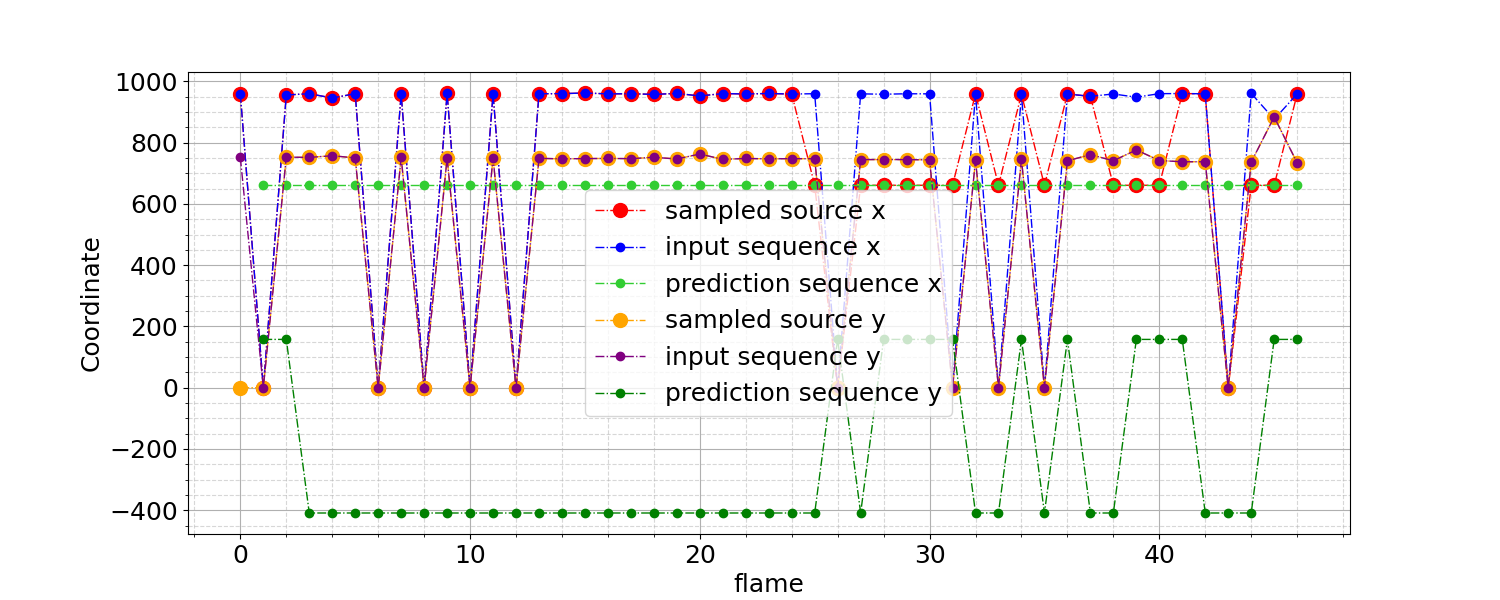 1000
800
600
400
200
0
−200
−400
Coordinate
sampled source x
input sequence x
prediction sequence x
sampled source y
input sequence y
prediction sequence y
0 10 20 30 40
flame